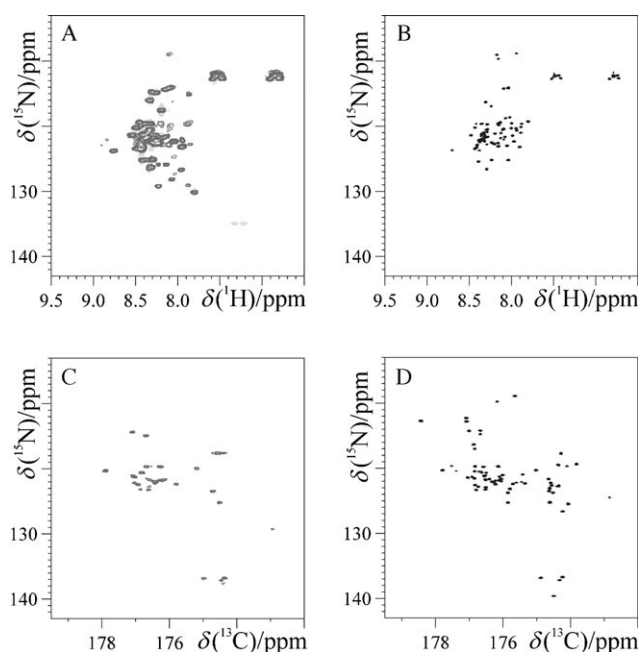 A
B
δ(¹⁵N)/ppm
130
140
9.5 9.0 8.5 8.0
δ(¹H)/ppm
δ(¹⁵N)/ppm
130
140
9.5 9.0 8.5 8.0
δ(¹H)/ppm
C
D
δ(¹⁵N)/ppm
130
140
178 176
δ(¹³C)/ppm
δ(¹⁵N)/ppm
130
140
178 176
δ(¹³C)/ppm